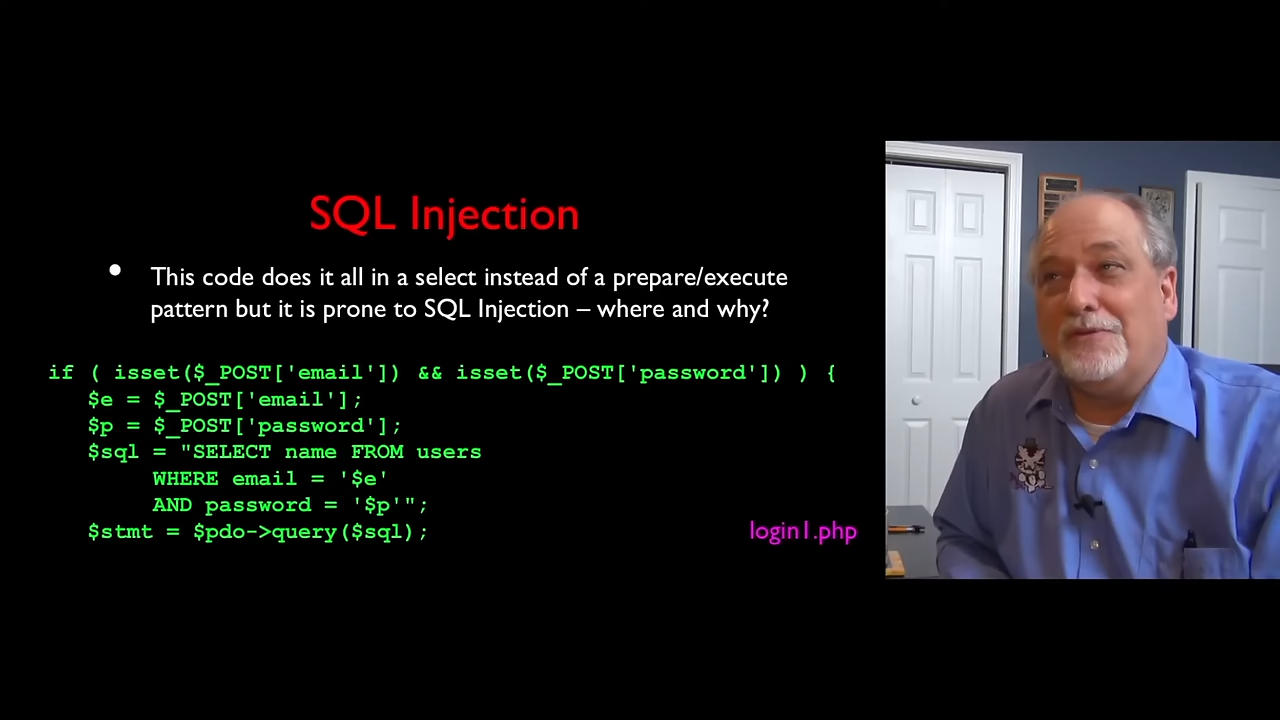 SQL Injection
• This code does it all in a select instead of a prepare/execute
pattern but it is prone to SQL Injection – where and why?
if ( isset($_POST['email']) && isset($_POST['password']) ) {
   $e = $_POST['email'];
   $p = $_POST['password'];
   $sql = "SELECT name FROM users
        WHERE email = '$e'
        AND password = '$p'";
   $stmt = $pdo->query($sql);
login1.php